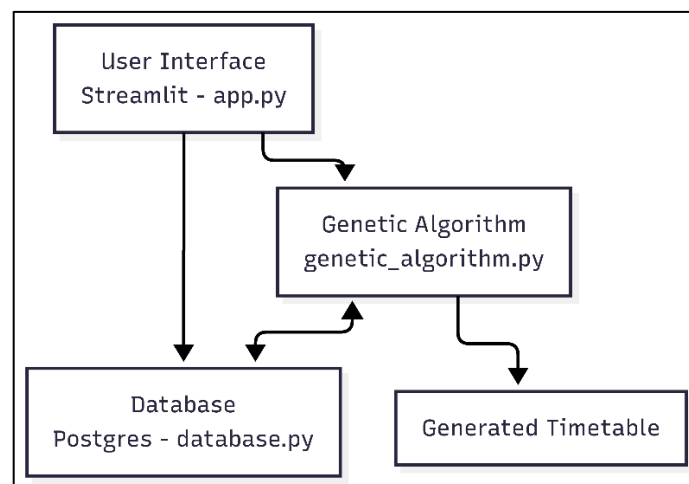 User Interface
Streamlit - app.py
Genetic Algorithm
genetic_algorithm.py
Database
Postgres - database.py
Generated Timetable